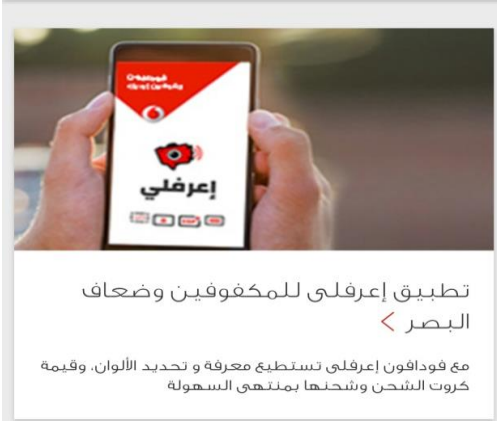 فودافون
إعرفلي
تطبيق إعرفلى للمكفوفين وضعاف
البصر >
مع فودافون إعرفلى تستطيع معرفة و تحديد الألوان، وقيمة
كروت الشحن وشحنها بمنتهى السهولة